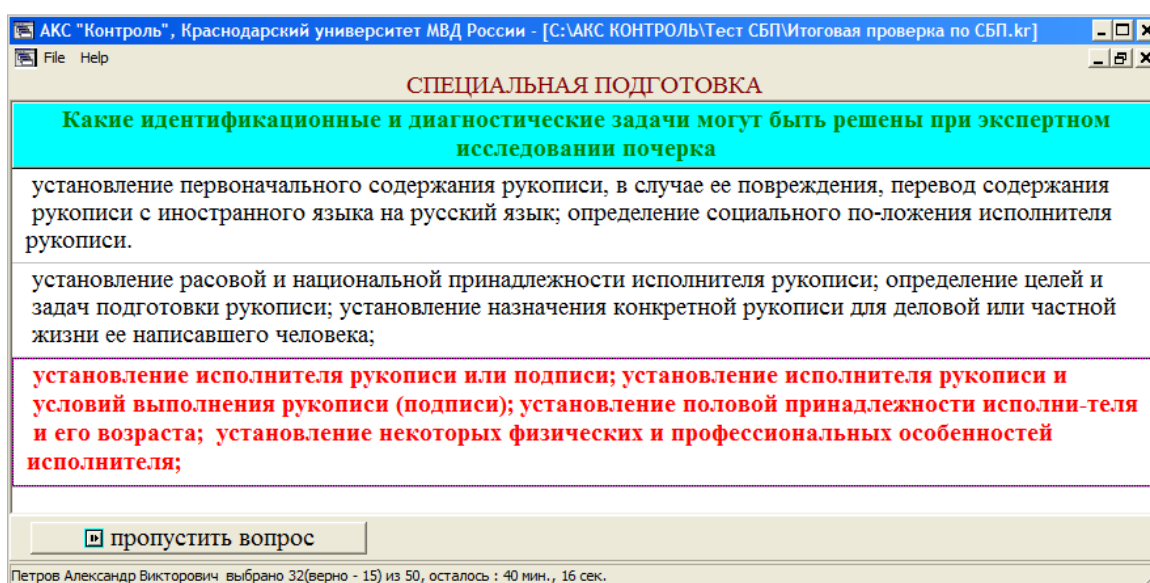 АКС "Контроль", Краснодарский университет МВД России - [C:\АКС КОНТРОЛЬ\Тест СБП\Итоговая проверка по СБП.kr]
File Help
СПЕЦИАЛЬНАЯ ПОДГОТОВКА
Какие идентификационные и диагностические задачи могут быть решены при экспертном
исследовании почерка
установление первоначального содержания рукописи, в случае ее повреждения, перевод содержания
рукописи с иностранного языка на русский язык; определение социального по-ложения исполнителя
рукописи.
установление расовой и национальной принадлежности исполнителя рукописи; определение целей и
задач подготовки рукописи; установление назначения конкретной рукописи для деловой или частной
жизни ее написавшего человека;
установление исполнителя рукописи или подписи; установление исполнителя рукописи и
условий выполнения рукописи (подписи); установление половой принадлежности исполни-теля
и его возраста; установление некоторых физических и профессиональных особенностей
исполнителя;
пропустить вопрос
Петров Александр Викторович выбрано 32(верно - 15) из 50, осталось : 40 мин., 16 сек.